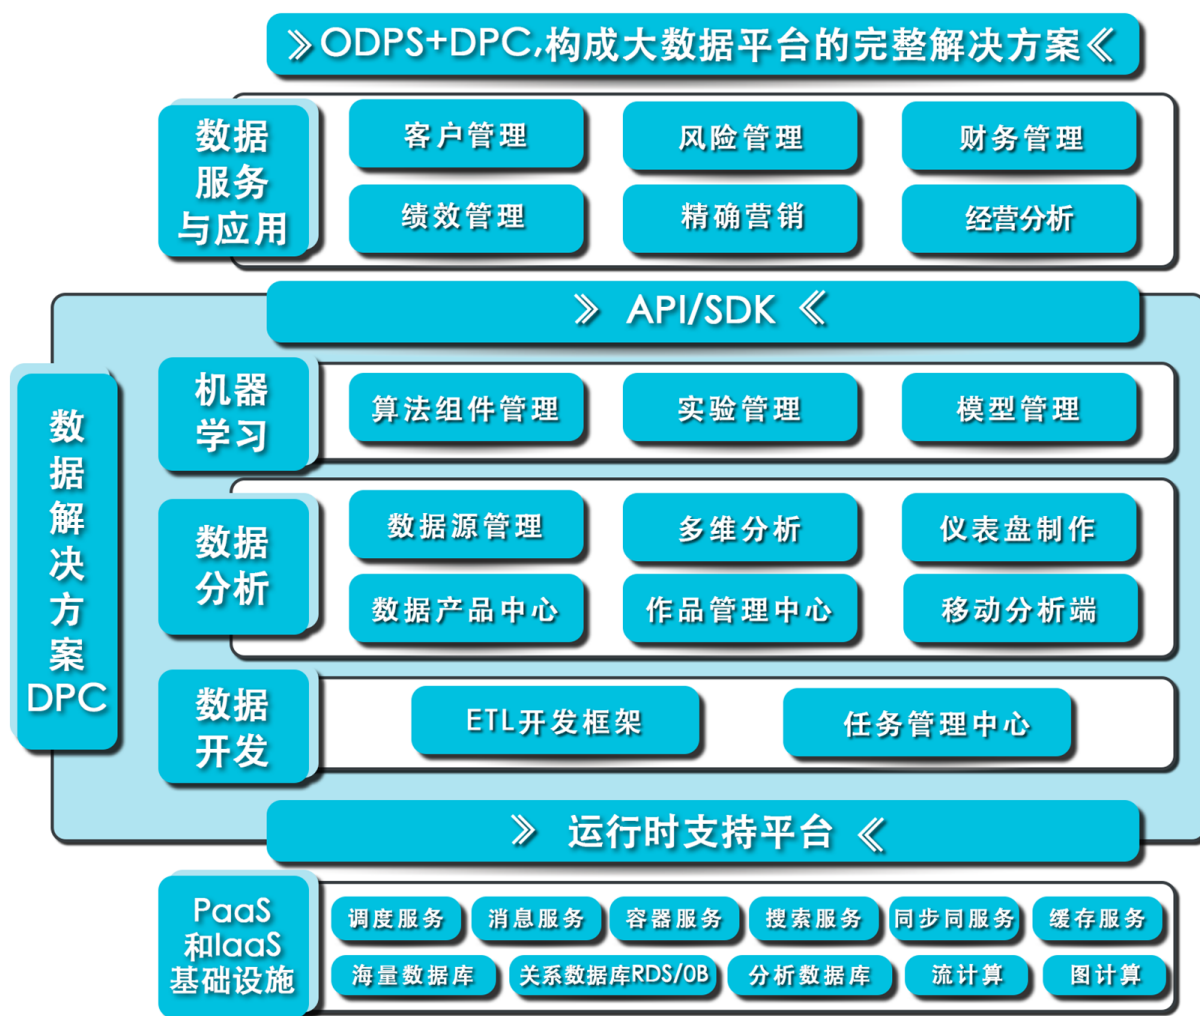 ODPS+DPC,构成大数据平台的完整解决方案
数据
服务
与应用
客户管理
风险管理
财务管理
绩效管理
精确营销
经营分析
API/SDK
数据解决方案
DPC
机器
学习
算法组件管理
实验管理
模型管理
数据
分析
数据源管理
多维分析
仪表盘制作
数据产品中心
作品管理中心
移动分析端
数据
开发
ETL开发框架
任务管理中心
运行时支持平台
PaaS
和IaaS
基础设施
调度服务
消息服务
容器服务
搜索服务
同步同服务
缓存服务
海量数据库
关系数据库RDS/0B
分析数据库
流计算
图计算